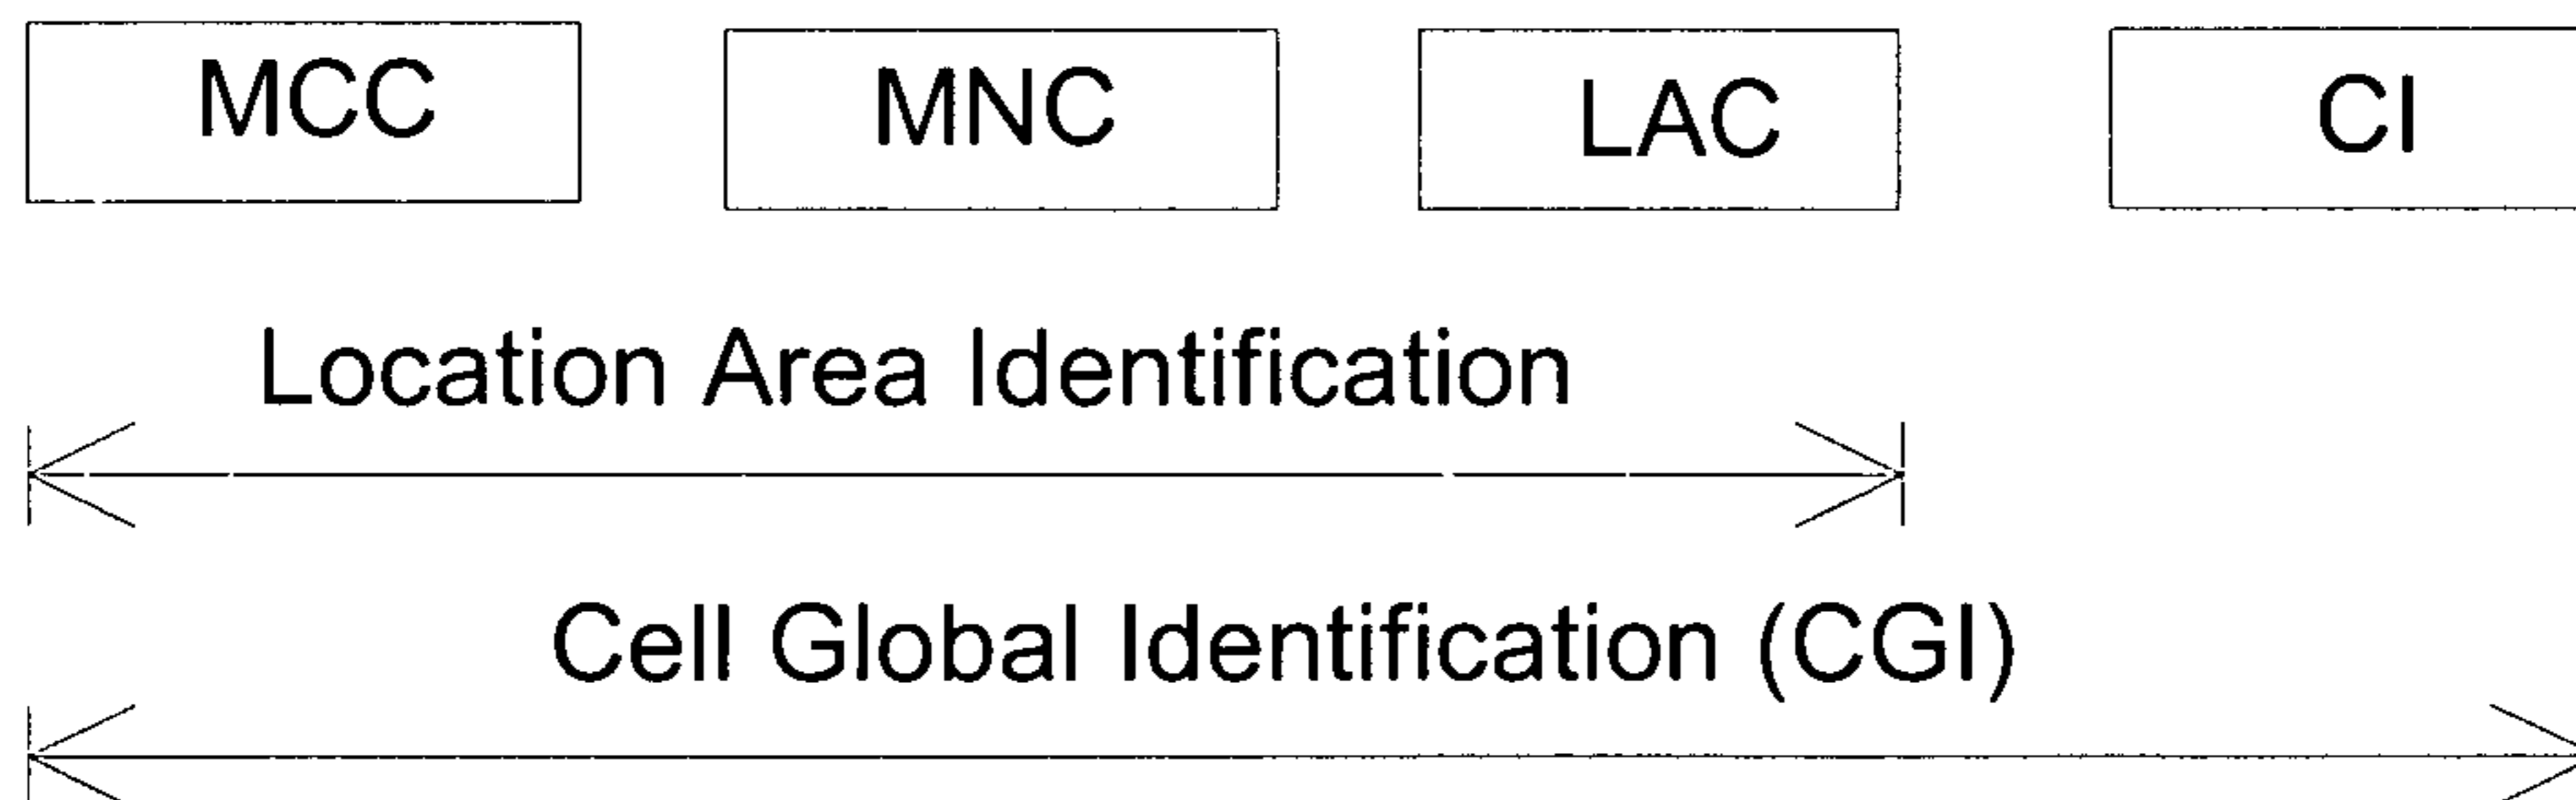 MCC MNC LAC CI
Location Area Identification
Cell Global Identification (CGI)